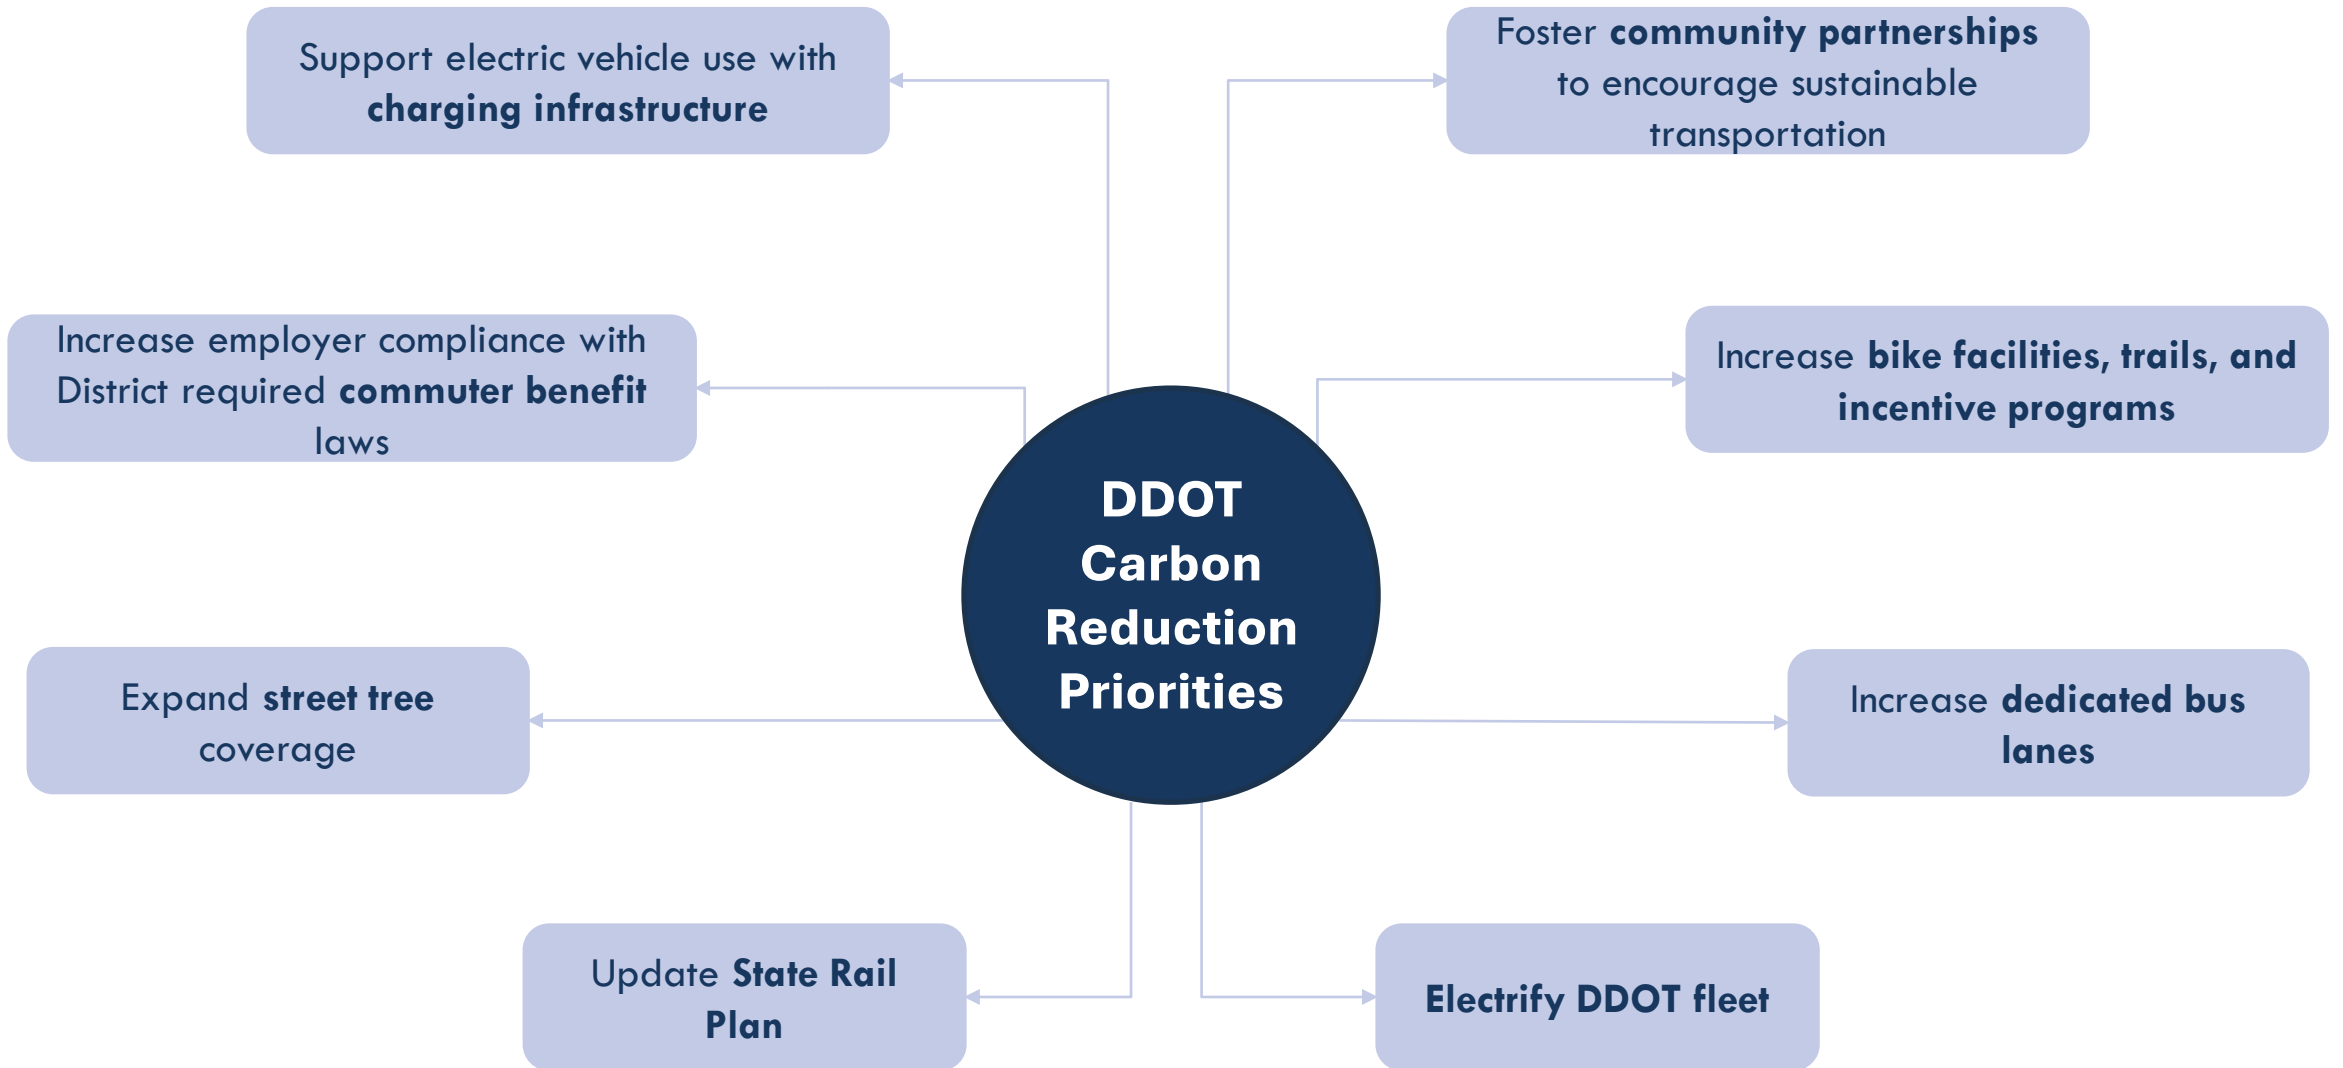 Support electric vehicle use with
charging infrastructure
Foster community partnerships
to encourage sustainable
transportation
Increase employer compliance with
District required commuter benefit
laws
Increase bike facilities, trails, and
incentive programs
DDOT
Carbon
Reduction
Priorities
Expand street tree
coverage
Increase dedicated bus
lanes
Update State Rail
Plan
Electrify DDOT fleet